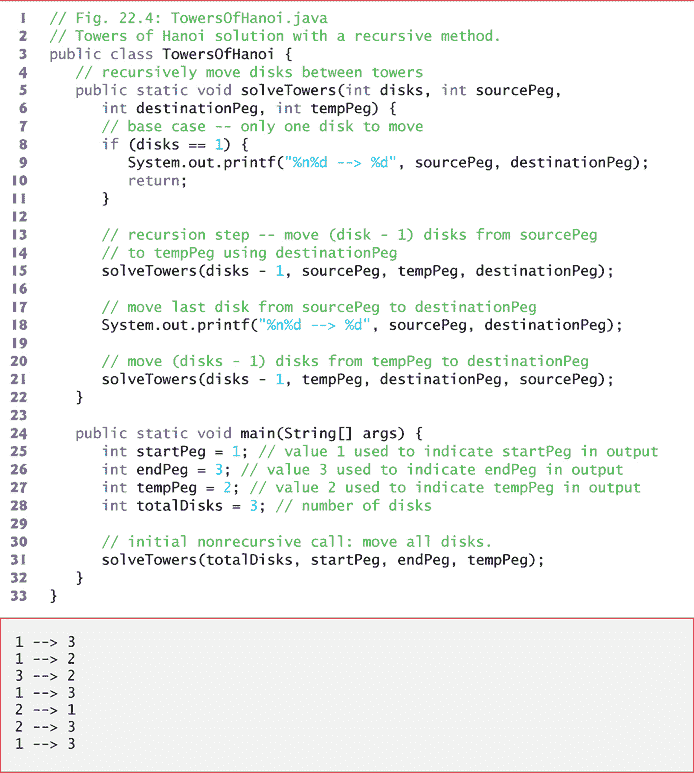 1 // Fig. 22.4: TowersOfHanoi.java
2 // Towers of Hanoi solution with a recursive method.
3 public class TowersOfHanoi {
4    // recursively move disks between towers
5    public static void solveTowers(int disks, int sourcePeg,
6       int destinationPeg, int tempPeg) {
7       // base case -- only one disk to move
8       if (disks == 1) {
9          System.out.printf("%n%d --> %d", sourcePeg, destinationPeg);
10          return;
11       }
12
13       // recursion step -- move (disk - 1) disks from sourcePeg
14       // to tempPeg using destinationPeg
15       solveTowers(disks - 1, sourcePeg, tempPeg, destinationPeg);
16
17       // move last disk from sourcePeg to destinationPeg
18       System.out.printf("%n%d --> %d", sourcePeg, destinationPeg);
19
20       // move (disks - 1) disks from tempPeg to destinationPeg
21       solveTowers(disks - 1, tempPeg, destinationPeg, sourcePeg);
22    }
23
24    public static void main(String[] args) {
25       int startPeg = 1; // value 1 used to indicate startPeg in output
26       int endPeg = 3; // value 3 used to indicate endPeg in output
27       int tempPeg = 2; // value 2 used to indicate tempPeg in output
28       int totalDisks = 3; // number of disks
29
30       // initial nonrecursive call: move all disks.
31       solveTowers(totalDisks, startPeg, endPeg, tempPeg);
32    }
33 }
1 --> 3
1 --> 2
3 --> 2
1 --> 3
2 --> 1
2 --> 3
1 --> 3